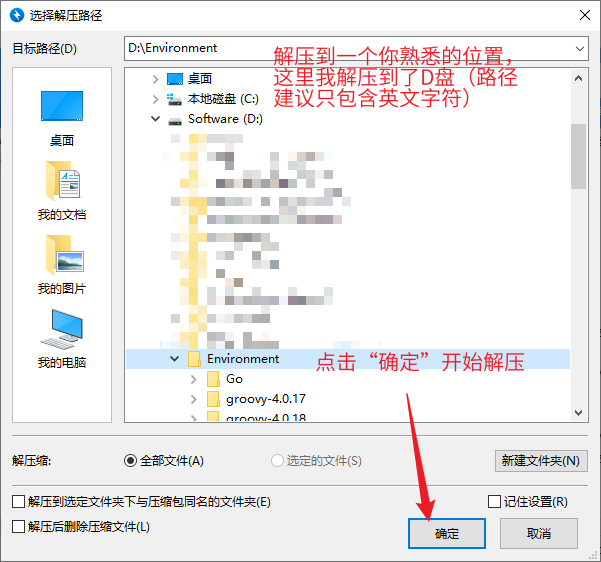 选择解压路径
目标路径(D)
D:\Environment
解压到一个你熟悉的位置，
这里我解压到了D盘（路径
建议只包含英文字符）
桌面
本地磁盘 (C:)
Software (D:)
桌面
我的文档
我的图片
我的电脑
Environment
点击“确定”开始解压
Go
groovy-4.0.17
groovy-4.0.18
解压缩:
全部文件(A)
选定的文件(S)
新建文件夹(N)
解压到选定文件夹下与压缩包同名的文件夹(E)
记住设置(R)
解压后删除压缩文件(L)
确定
取消